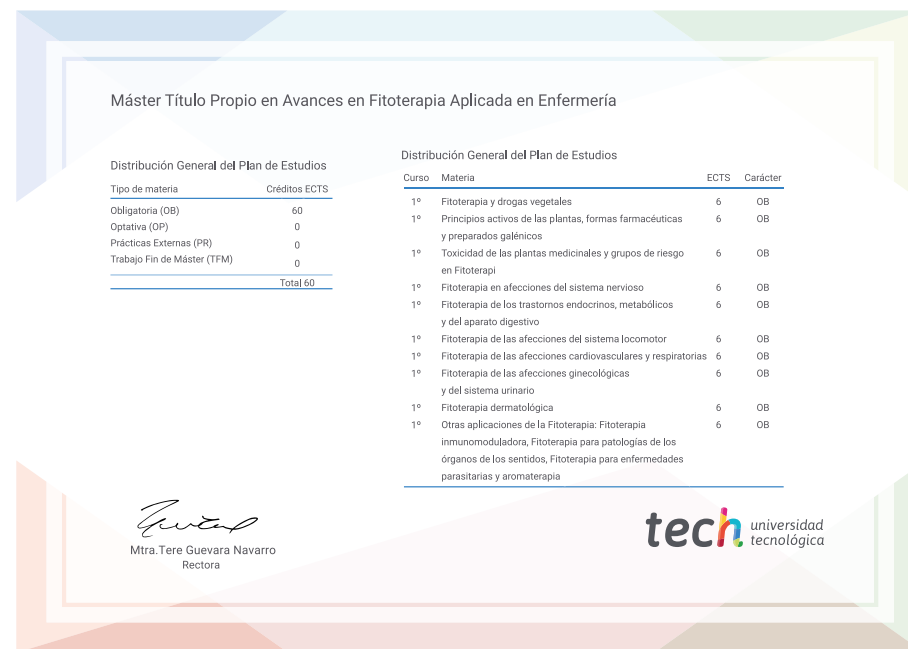 Máster Título Propio en Avances en Fitoterapia Aplicada en Enfermería
Distribución General del Plan de Estudios
Tipo de materia Créditos ECTS
Obligatoria (OB) 60
Optativa (OP) 0
Prácticas Externas (PR) 0
Trabajo Fin de Máster (TFM) 0
Total 60
Distribución General del Plan de Estudios
Curso Materia ECTS Carácter
1º Fitoterapia y drogas vegetales 6 OB
1º Principios activos de las plantas, formas farmacéuticas 6 OB
y preparados galénicos
1º Toxicidad de las plantas medicinales y grupos de riesgo 6 OB
en Fitoterapi
1º Fitoterapia en afecciones del sistema nervioso 6 OB
1º Fitoterapia de los trastornos endocrinos, metabólicos 6 OB
y del aparato digestivo
1º Fitoterapia de las afecciones del sistema locomotor 6 OB
1º Fitoterapia de las afecciones cardiovasculares y respiratorias 6 OB
1º Fitoterapia de las afecciones ginecológicas 6 OB
y del sistema urinario
1º Fitoterapia dermatológica 6 OB
1º Otras aplicaciones de la Fitoterapia: Fitoterapia 6 OB
inmunomoduladora, Fitoterapia para patologías de los
órganos de los sentidos, Fitoterapia para enfermedades
parasitarias y aromaterapia
Mtra.Tere Guevara Navarro
Rectora
tech universidad
tecnológica